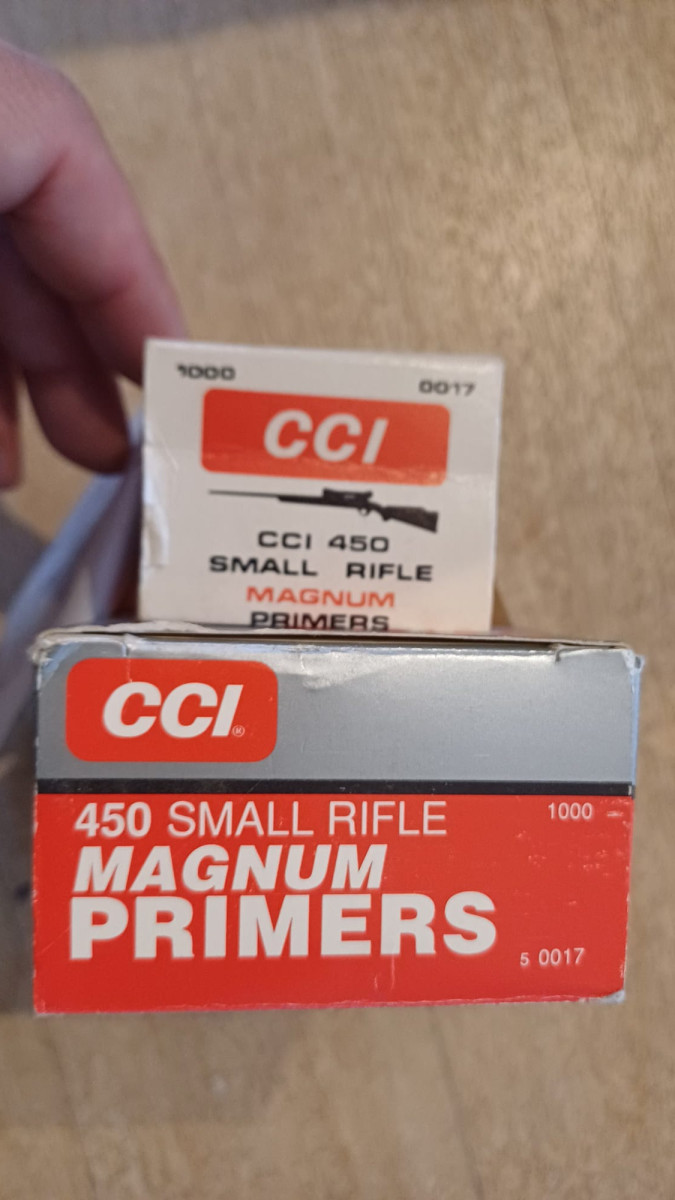 1000 0017
CCI
CCI 450
SMALL RIFLE
MAGNUM
PRIMERS
CCI®
450 SMALL RIFLE 1000
MAGNUM
PRIMERS
5 0017